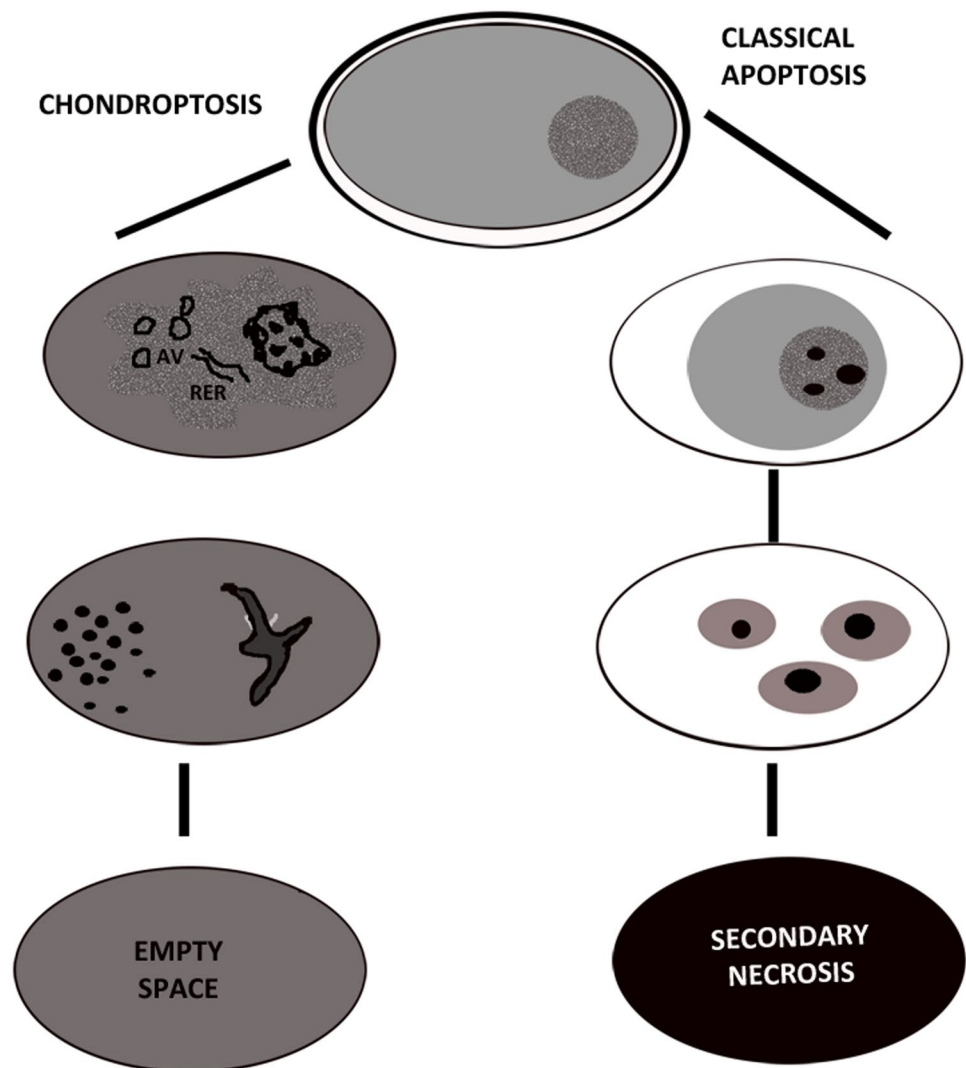 CHONDROPTOSIS
CLASSICAL
APOPTOSIS
AV
RER
EMPTY
SPACE
SECONDARY
NECROSIS